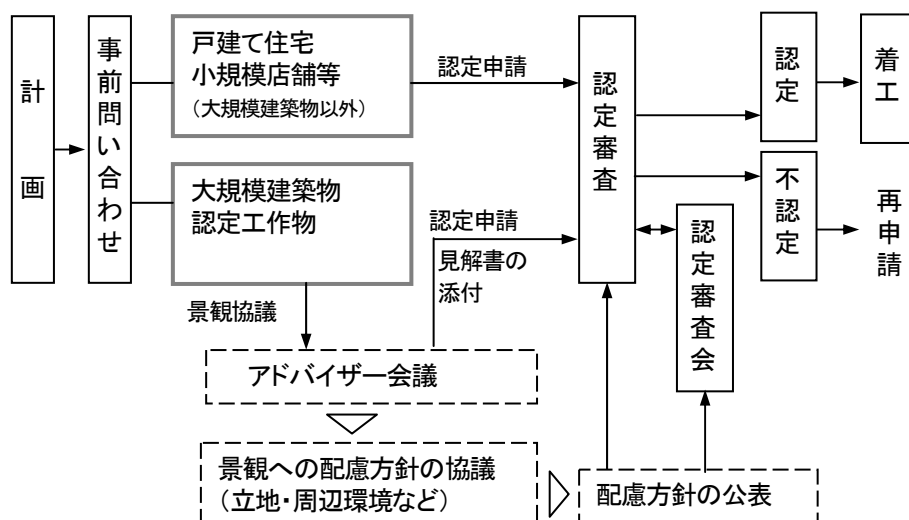 計画
事前問い合わせ
戸建て住宅
小規模店舗等
（大規模建築物以外）
大規模建築物
認定工作物
認定申請
認定申請
見解書の
添付
景観協議
アドバイザー会議
景観への配慮方針の協議
（立地・周辺環境など）
配慮方針の公表
認定審査
認定審査会
認定
不認定
着工
再申請